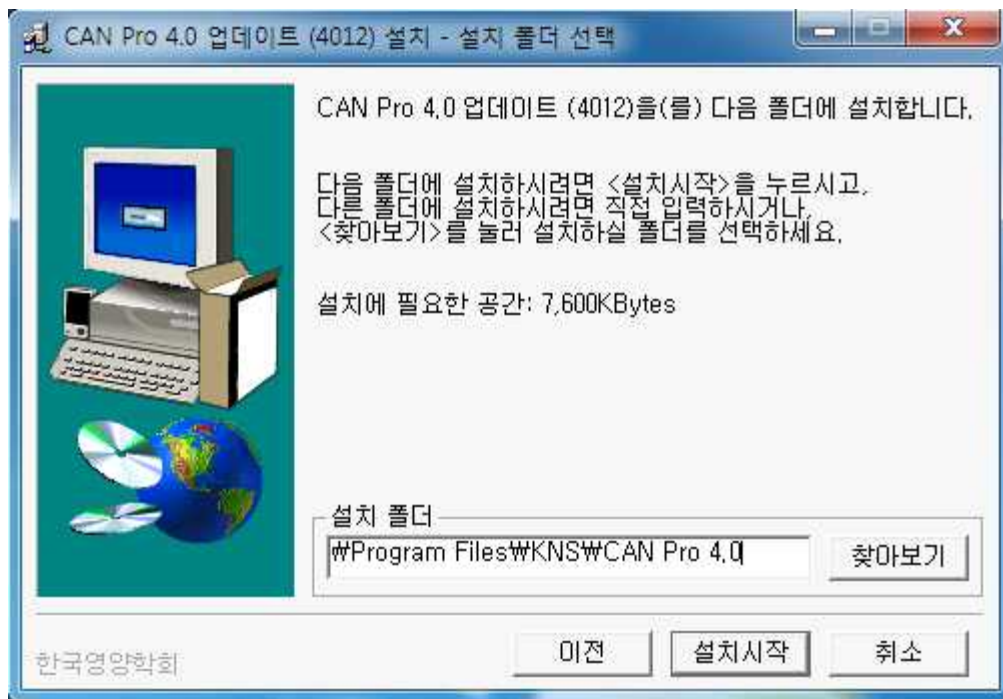 CAN Pro 4.0 업데이트 (4012) 설치 - 설치 폴더 선택
CAN Pro 4.0 업데이트 (4012)을(를) 다음 폴더에 설치합니다.
다음 폴더에 설치하시려면 <설치시작>을 누르시고,
다른 폴더에 설치하시려면 직접 입력하시거나,
<찾아보기>를 눌러 설치하실 폴더를 선택하세요.
설치에 필요한 공간: 7,600KBytes
설치 폴더
₩Program Files₩KNS₩CAN Pro 4.0
찾아보기
한국영양학회
이전
설치시작
취소